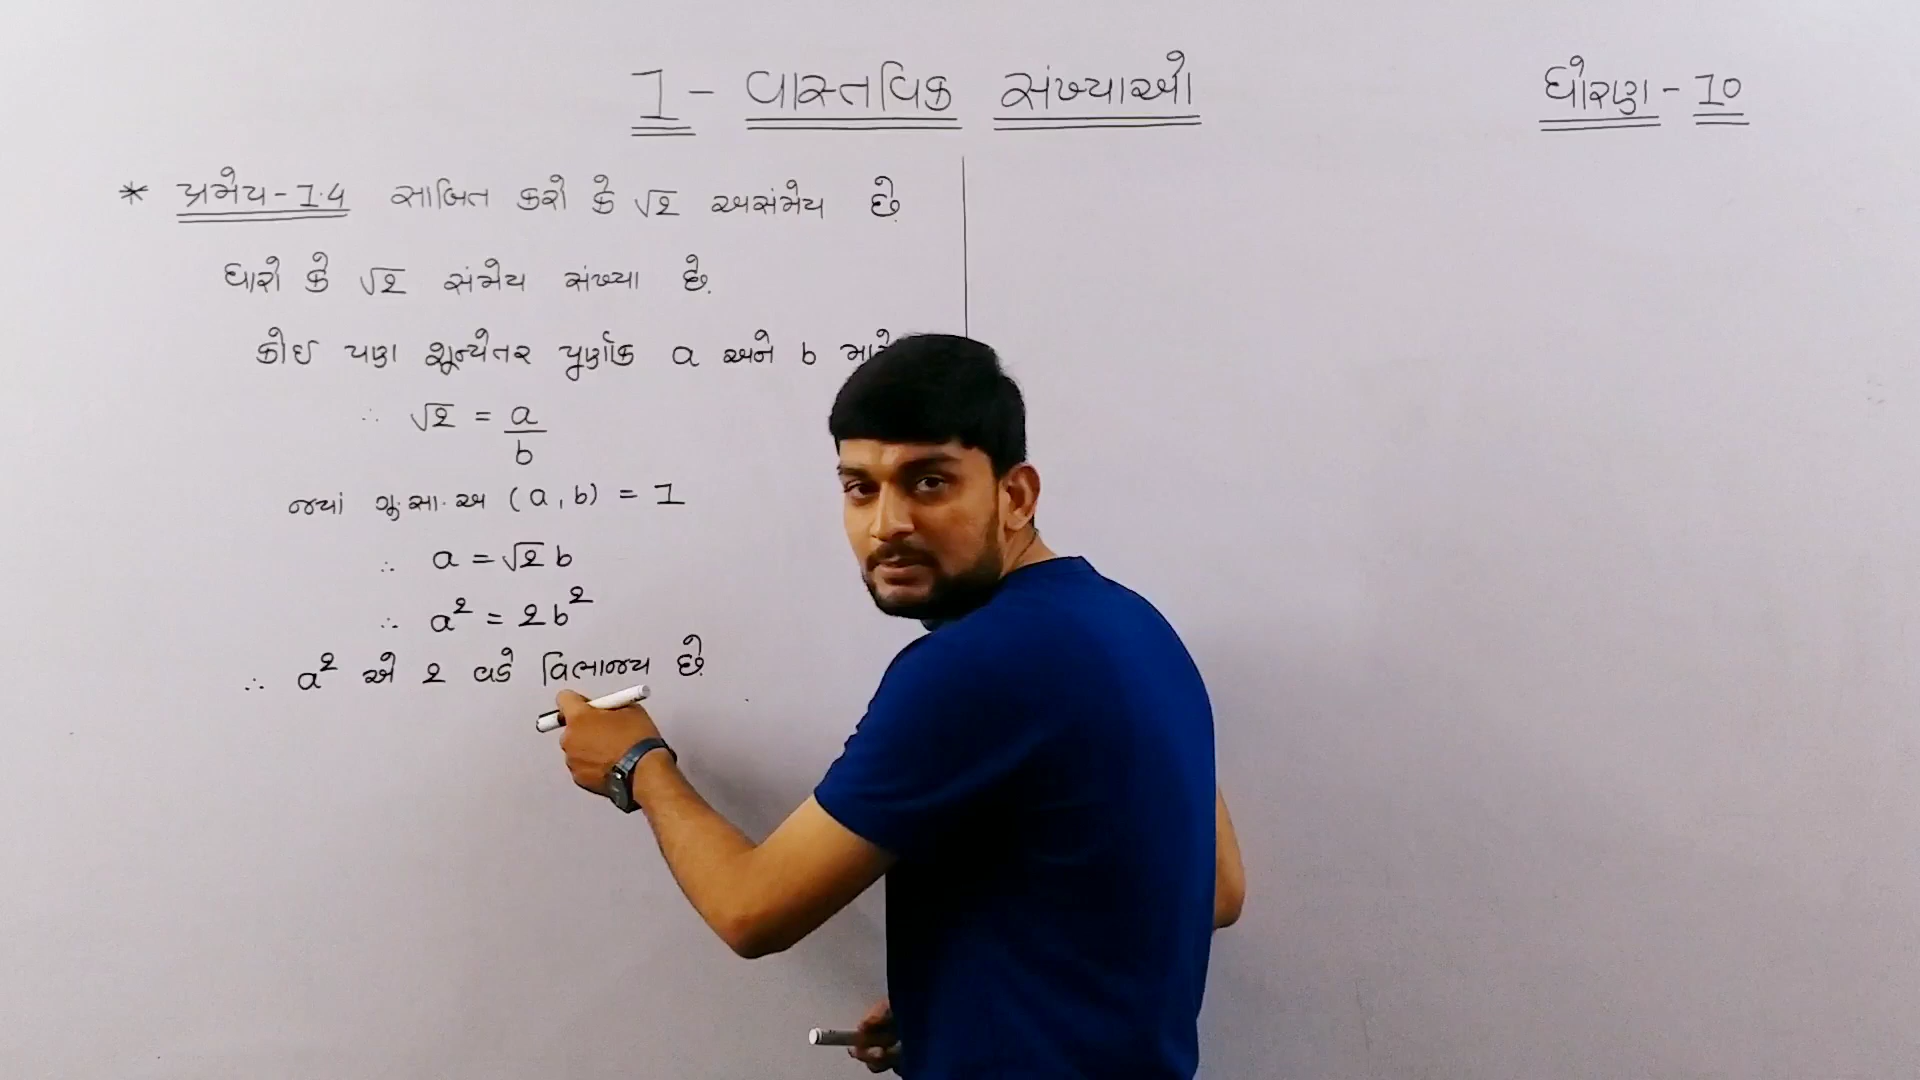 1 - વાસ્તવિક સંખ્યાઓ
ધોરણ - 10
* પ્રમેય - 1.4 સાબિત કરો કે √2 અસંમેય છે.
ધારો કે √2 સંમેય સંખ્યા છે.
કોઈ પણ શૂન્યેતર પૂર્ણાંક a અને b માટે
∴ √2 = a/b
જ્યાં ગુ.સા.અ (a, b) = 1
∴ a = √2 b
∴ a² = 2b²
∴ a² એ 2 વડે વિભાજ્ય છે.